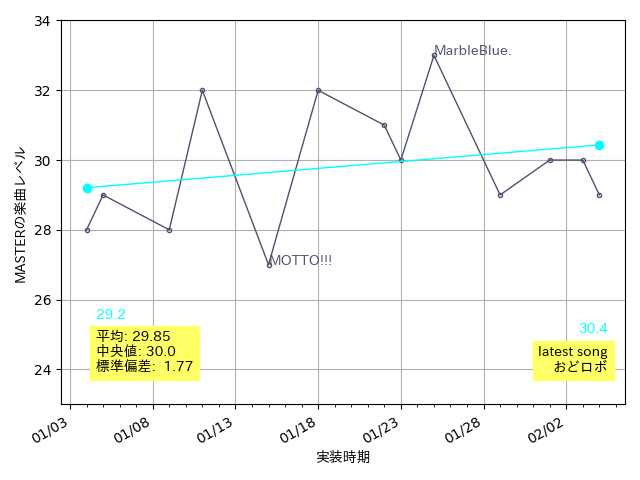 34
32
30
28
26
24
MASTERの楽曲レベル
MarbleBlue.
MOTTO!!!
29.2
平均: 29.85
中央値: 30.0
標準偏差: 1.77
30.4
latest song
おどロボ
01/03
01/08
01/13
01/18
01/23
01/28
02/02
実装時期